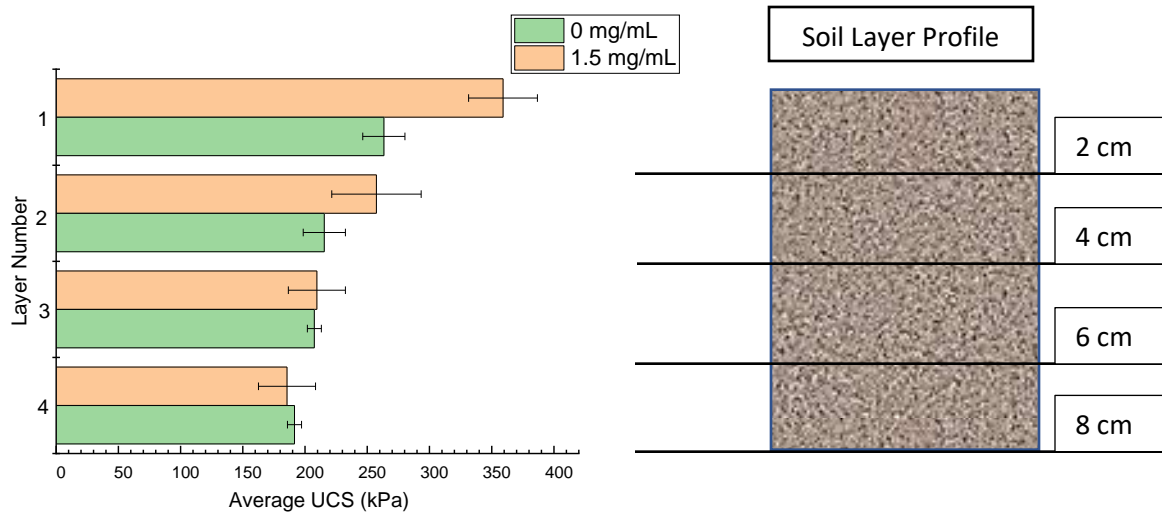 0 mg/mL
1.5 mg/mL
Layer Number
1
2
3
4
0 50 100 150 200 250 300 350 400
Average UCS (kPa)
Soil Layer Profile
2 cm
4 cm
6 cm
8 cm